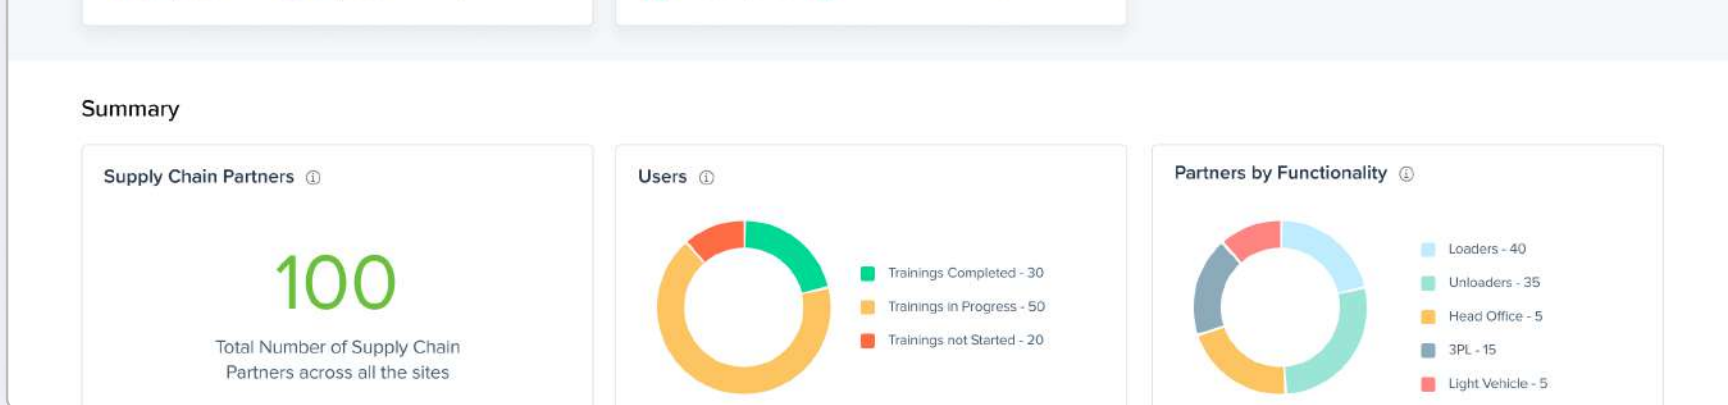 Summary
Supply Chain Partners
100
Total Number of Supply Chain
Partners across all the sites
Users
Trainings Completed - 30
Trainings in Progress - 50
Trainings not Started - 20
Partners by Functionality
Loaders - 40
Unloaders - 35
Head Office - 5
3PL - 15
Light Vehicle - 5